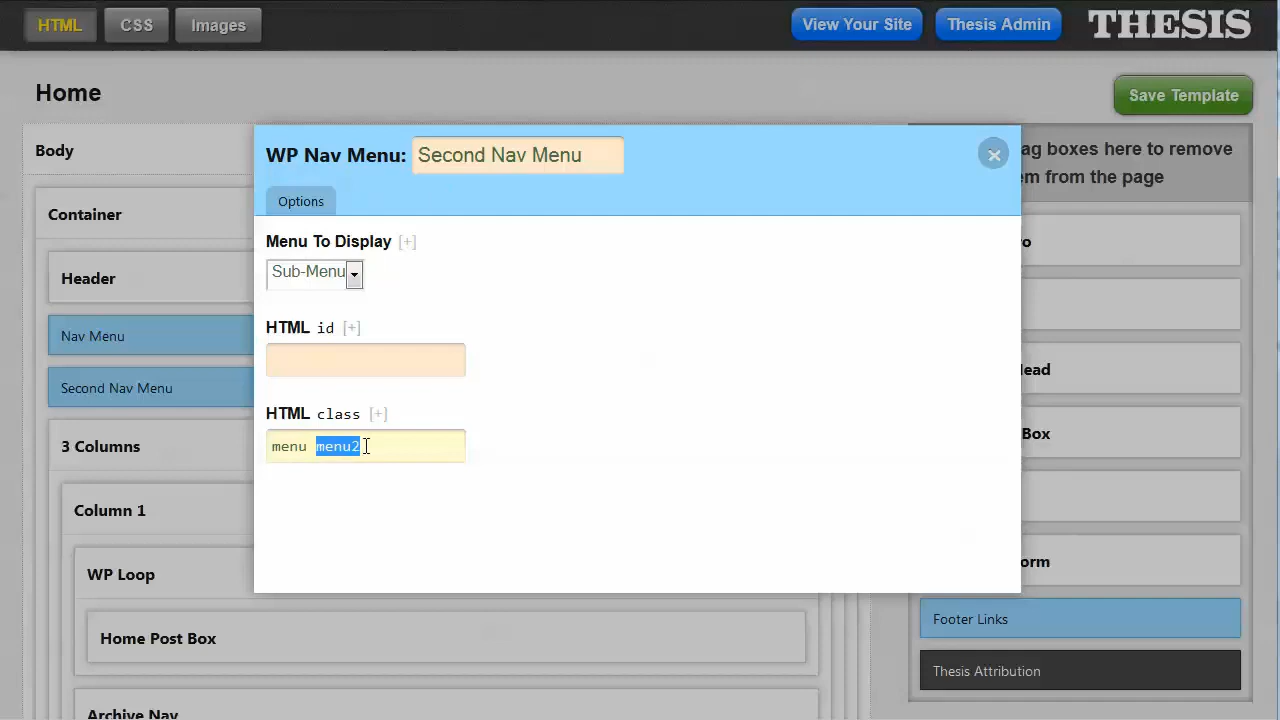 HTML CSS Images View Your Site Thesis Admin THESIS
Home
Save Template
Body
WP Nav Menu: Second Nav Menu
Options
Menu To Display [+]
Sub-Menu
HTML id [+]
HTML class [+]
menu menu2
Container
Header
Nav Menu
Second Nav Menu
3 Columns
Column 1
WP Loop
Home Post Box
Archive Nav
ag boxes here to remove
em from the page
ro
lead
Box
orm
Footer Links
Thesis Attribution